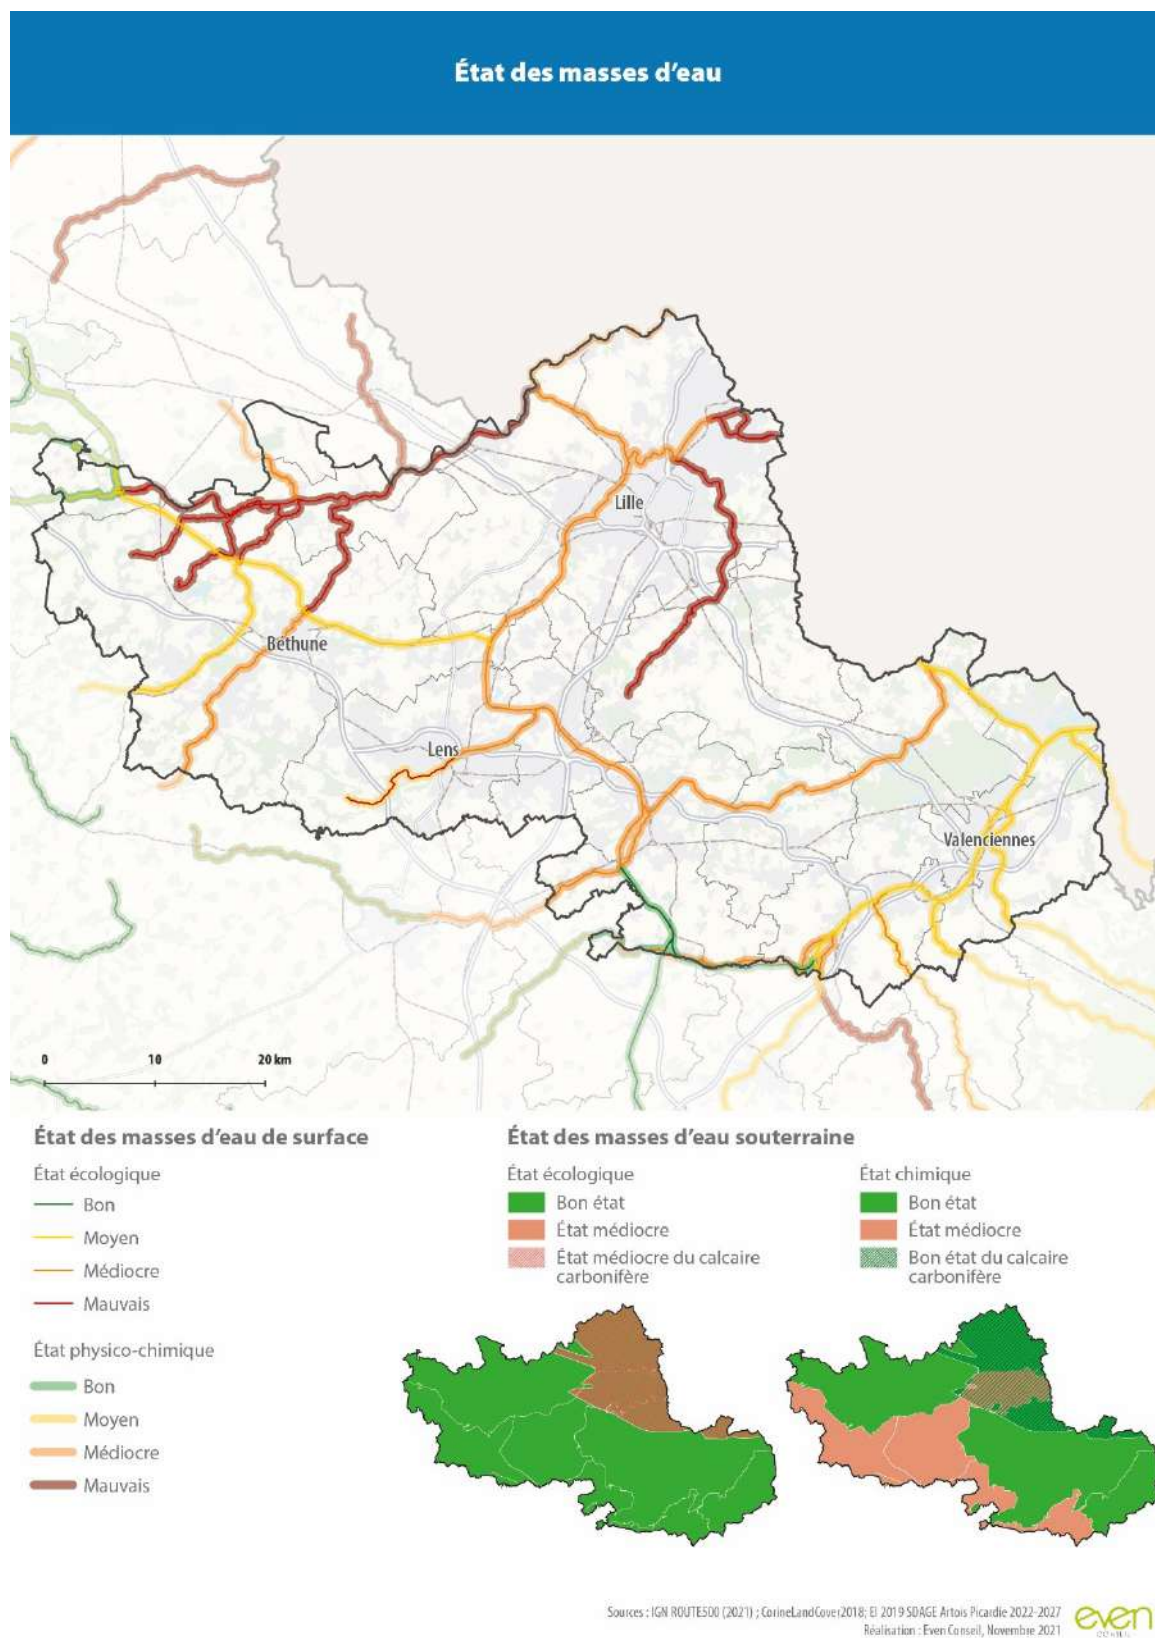 État des masses d'eau
Lille
Béthune
Lens
Valenciennes
0 10 20 km
État des masses d'eau de surface
État écologique
Bon
Moyen
Médiocre
Mauvais
État physico-chimique
Bon
Moyen
Médiocre
Mauvais
État des masses d'eau souterraine
État écologique
Bon état
État médiocre
État médiocre du calcaire
carbonifère
État chimique
Bon état
État médiocre
Bon état du calcaire
carbonifère
Sources : IGN ROUTE500 (2021) ; CorineLandCover2018; EI 2019 SDAGE Artois Picardie 2022-2027
Réalisation : Even Conseil, Novembre 2021
even
CONSEIL